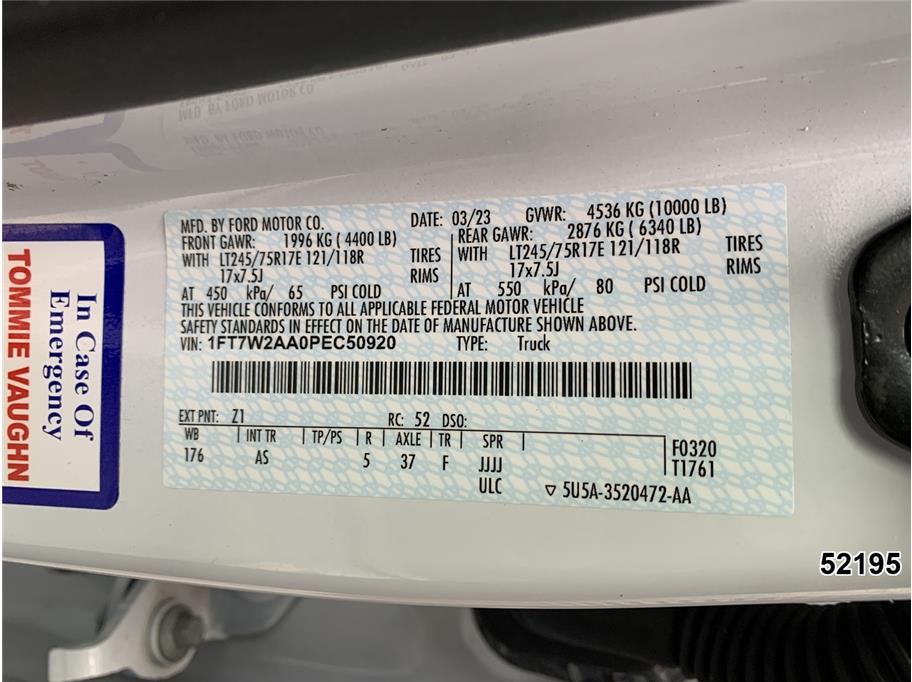 MFD. BY FORD MOTOR CO. DATE: 03/23 GVWR: 4536 KG (10000 LB)
FRONT GAWR: 1996 KG ( 4400 LB) REAR GAWR: 2876 KG ( 6340 LB)
WITH LT245/75R17E 121/118R TIRES WITH LT245/75R17E 121/118R TIRES
17x7.5J RIMS 17x7.5J RIMS
AT 450 kPa/ 65 PSI COLD AT 550 kPa/ 80 PSI COLD
THIS VEHICLE CONFORMS TO ALL APPLICABLE FEDERAL MOTOR VEHICLE
SAFETY STANDARDS IN EFFECT ON THE DATE OF MANUFACTURE SHOWN ABOVE.
VIN: 1FT7W2AA0PEC50920 TYPE: Truck
EXT PNT: Z1 RC: 52 DSO:
WB INT TR TP/PS R AXLE TR SPR F0320
176 AS 5 37 F JJJJ T1761
ULC ▽ 5U5A-3520472-AA
In Case Of
Emergency
TOMMIE VAUGHN
52195